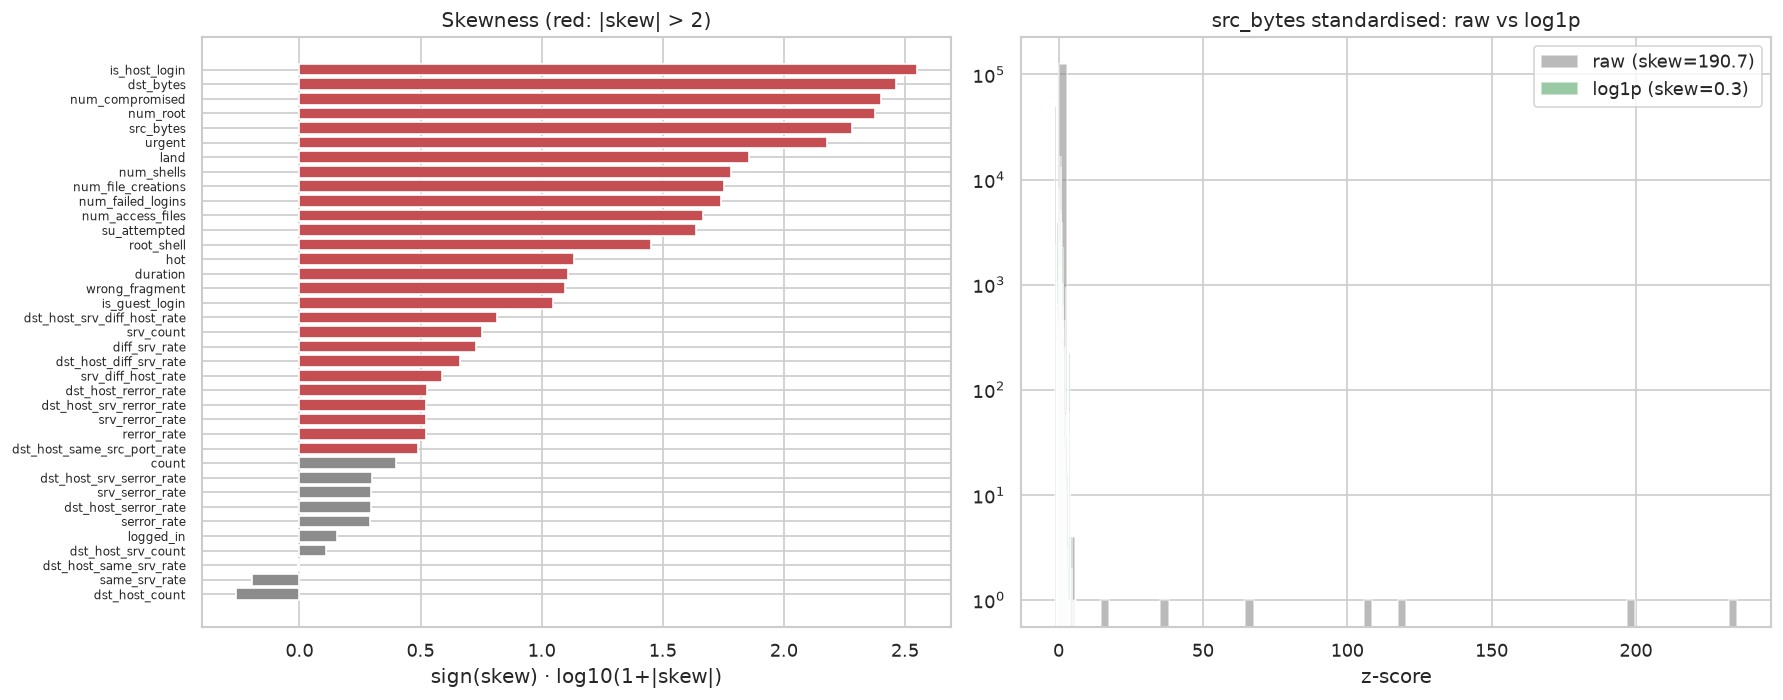 Skewness (red: |skew| > 2)
is_host_login
dst_bytes
num_compromised
num_root
src_bytes
urgent
land
num_shells
num_file_creations
num_failed_logins
num_access_files
su_attempted
root_shell
hot
duration
wrong_fragment
is_guest_login
dst_host_srv_diff_host_rate
srv_count
diff_srv_rate
dst_host_diff_srv_rate
srv_diff_host_rate
dst_host_rerror_rate
dst_host_srv_rerror_rate
srv_rerror_rate
rerror_rate
dst_host_same_src_port_rate
count
dst_host_srv_serror_rate
srv_serror_rate
dst_host_serror_rate
serror_rate
logged_in
dst_host_srv_count
dst_host_same_srv_rate
same_srv_rate
dst_host_count
0.0 0.5 1.0 1.5 2.0 2.5
sign(skew) · log10(1+|skew|)
src_bytes standardised: raw vs log1p
raw (skew=190.7)
log1p (skew=0.3)
10⁵
10⁴
10³
10²
10¹
10⁰
0 50 100 150 200
z-score